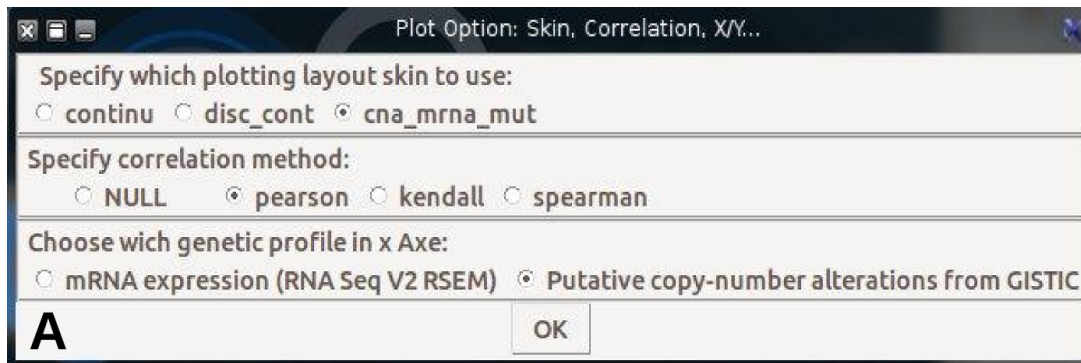 Plot Option: Skin, Correlation, X/Y...
Specify which plotting layout skin to use:
continu disc_cont cna_mrna_mut
Specify correlation method:
NULL pearson kendall spearman
Choose wich genetic profile in x Axe:
mRNA expression (RNA Seq V2 RSEM) Putative copy-number alterations from GISTIC
A OK